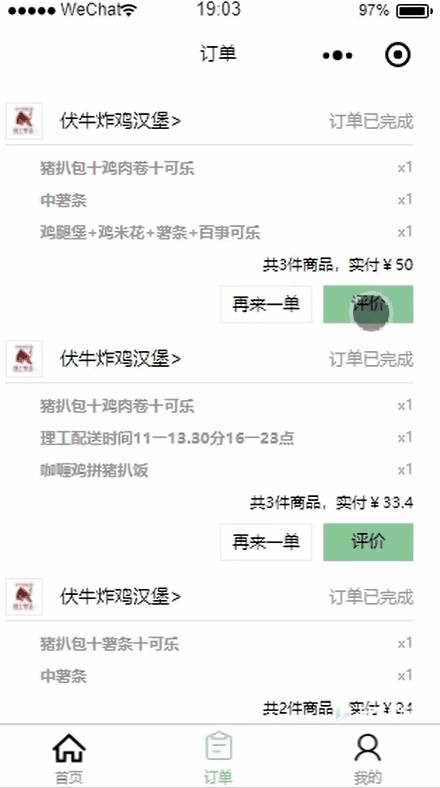 ●●●●● WeChat 19:03 97%
订单
伏牛炸鸡汉堡> 订单已完成
猪扒包十鸡肉卷十可乐 x1
中薯条 x1
鸡腿堡+鸡米花+薯条+百事可乐 x1
共3件商品，实付￥50
再来一单 评价
伏牛炸鸡汉堡> 订单已完成
猪扒包十鸡肉卷十可乐 x1
理工配送时间11一13.30分16一23点 x1
咖喱鸡拼猪扒饭 x1
共3件商品，实付￥33.4
再来一单 评价
伏牛炸鸡汉堡> 订单已完成
猪扒包十薯条十可乐 x1
中薯条 x1
共2件商品，实付￥24
首页 订单 我的